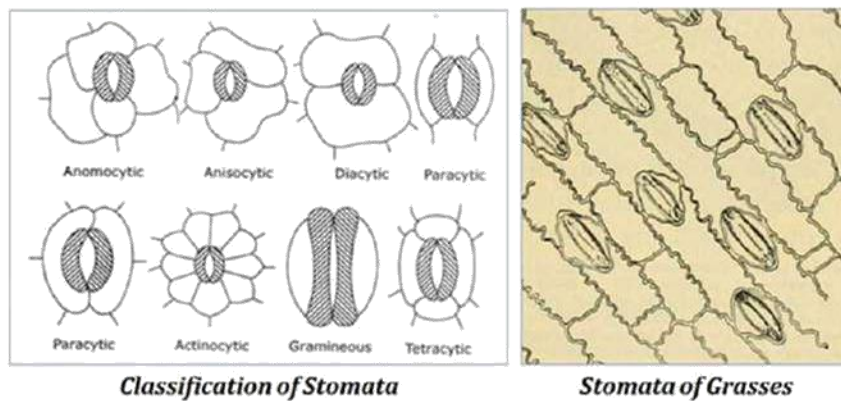 Anomocytic
Anisocytic
Diacytic
Paracytic
Paracytic
Actinocytic
Gramineous
Tetracytic
Classification of Stomata
Stomata of Grasses